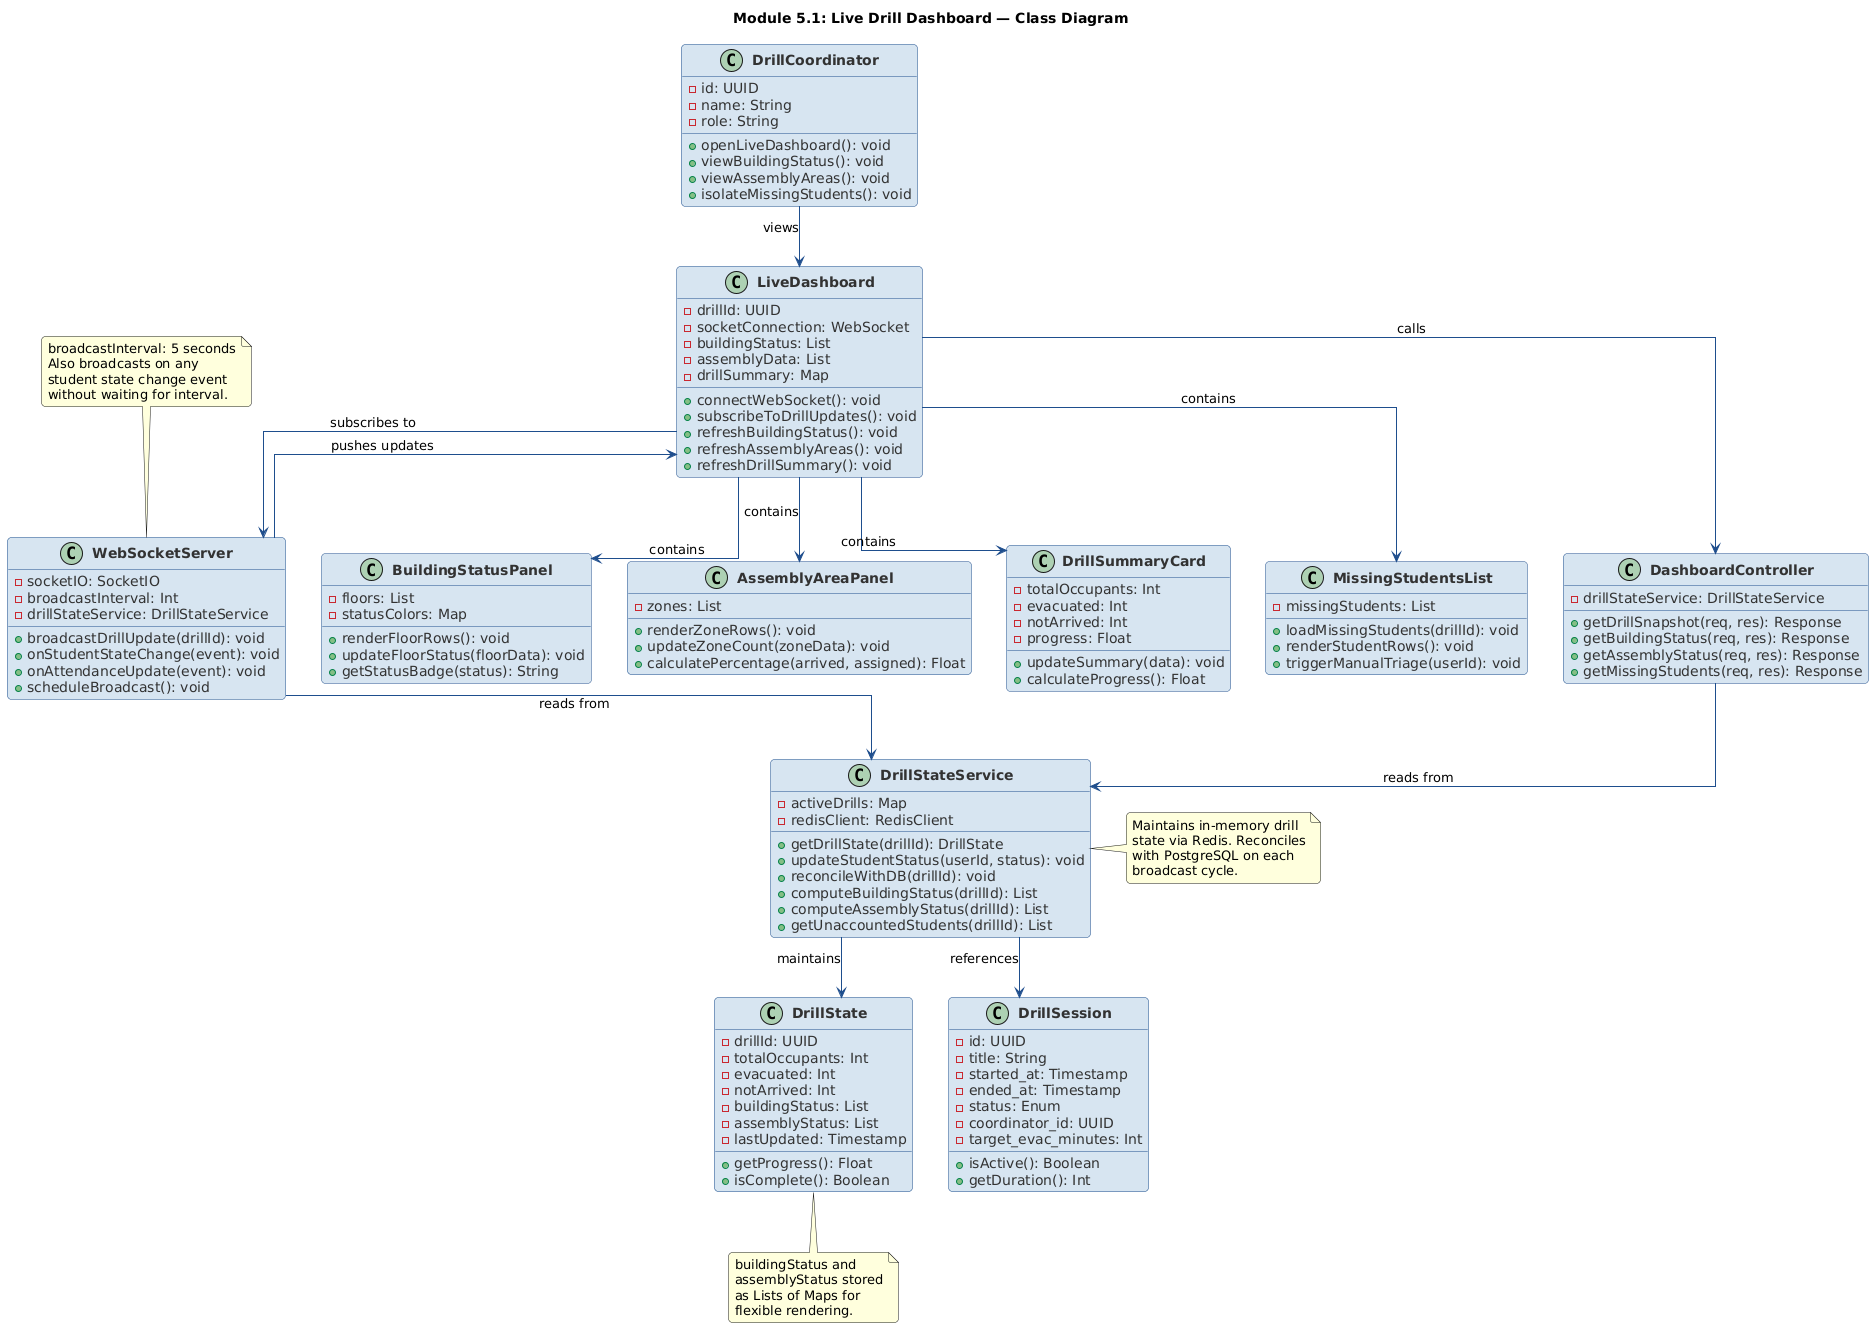 Module 5.1: Live Drill Dashboard — Class Diagram
C DrillCoordinator
id: UUID
name: String
role: String
openLiveDashboard(): void
viewBuildingStatus(): void
viewAssemblyAreas(): void
isolateMissingStudents(): void
views
C LiveDashboard
drillId: UUID
socketConnection: WebSocket
buildingStatus: List
assemblyData: List
drillSummary: Map
connectWebSocket(): void
subscribeToDrillUpdates(): void
refreshBuildingStatus(): void
refreshAssemblyAreas(): void
refreshDrillSummary(): void
calls
contains
broadcastInterval: 5 seconds
Also broadcasts on any
student state change event
without waiting for interval.
subscribes to
pushes updates
contains
contains
contains
C WebSocketServer
socketIO: SocketIO
broadcastInterval: Int
drillStateService: DrillStateService
broadcastDrillUpdate(drillId): void
onStudentStateChange(event): void
onAttendanceUpdate(event): void
scheduleBroadcast(): void
C BuildingStatusPanel
floors: List
statusColors: Map
renderFloorRows(): void
updateFloorStatus(floorData): void
getStatusBadge(status): String
C AssemblyAreaPanel
zones: List
renderZoneRows(): void
updateZoneCount(zoneData): void
calculatePercentage(arrived, assigned): Float
C DrillSummaryCard
totalOccupants: Int
evacuated: Int
notArrived: Int
progress: Float
updateSummary(data): void
calculateProgress(): Float
C MissingStudentsList
missingStudents: List
loadMissingStudents(drillId): void
renderStudentRows(): void
triggerManualTriage(userId): void
C DashboardController
drillStateService: DrillStateService
getDrillSnapshot(req, res): Response
getBuildingStatus(req, res): Response
getAssemblyStatus(req, res): Response
getMissingStudents(req, res): Response
reads from
reads from
C DrillStateService
activeDrills: Map
redisClient: RedisClient
getDrillState(drillId): DrillState
updateStudentStatus(userId, status): void
reconcileWithDB(drillId): void
computeBuildingStatus(drillId): List
computeAssemblyStatus(drillId): List
getUnaccountedStudents(drillId): List
Maintains in-memory drill
state via Redis. Reconciles
with PostgreSQL on each
broadcast cycle.
maintains
references
C DrillState
drillId: UUID
totalOccupants: Int
evacuated: Int
notArrived: Int
buildingStatus: List
assemblyStatus: List
lastUpdated: Timestamp
getProgress(): Float
isComplete(): Boolean
C DrillSession
id: UUID
title: String
started_at: Timestamp
ended_at: Timestamp
status: Enum
coordinator_id: UUID
target_evac_minutes: Int
isActive(): Boolean
getDuration(): Int
buildingStatus and
assemblyStatus stored
as Lists of Maps for
flexible rendering.